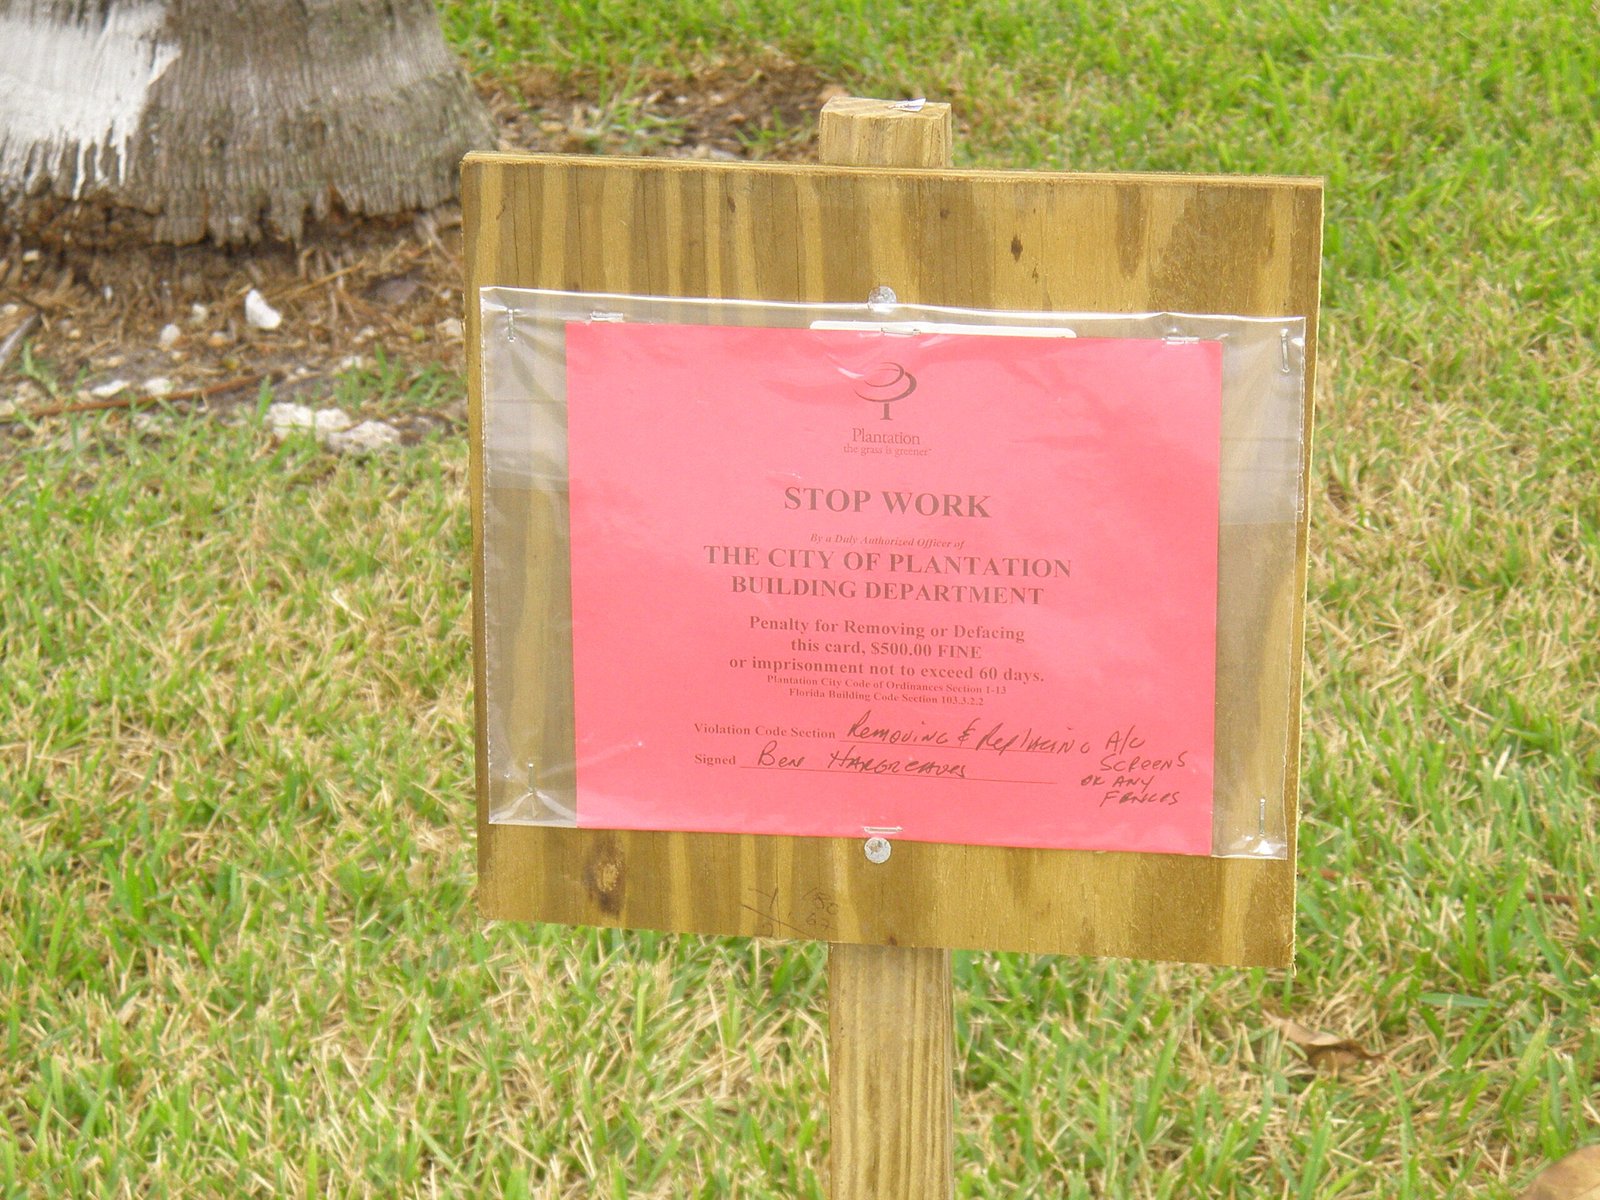 Plantation
the grass is greener™
STOP WORK
By a Duly Authorized Officer of
THE CITY OF PLANTATION
BUILDING DEPARTMENT
Penalty for Removing or Defacing
this card, $500.00 FINE
or imprisonment not to exceed 60 days.
Plantation City Code of Ordinances Section 1-13
Florida Building Code Section 103.3.2.2
Violation Code Section Removing & Replacing A/C
SCREENS
OR ANY
FENCES
Signed Ben HARGREAVES